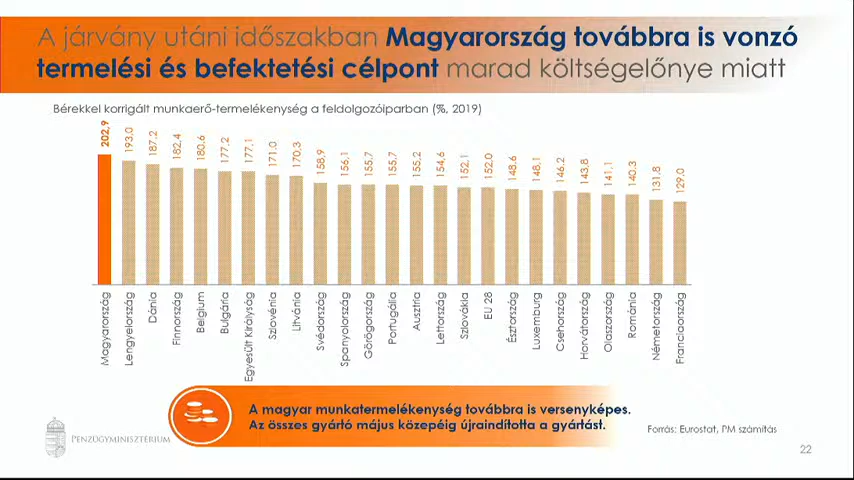 A járvány utáni időszakban Magyarország továbbra is vonzó
termelési és befektetési célpont marad költségelőnye miatt
Bérekkel korrigált munkaerő-termelékenység a feldolgozóiparban (%, 2019)
202,9 193,0 187,2 182,4 180,6 177,2 177,1 171,0 170,3 158,9 156,1 155,7 155,7 155,2 154,6 152,1 152,0 148,6 148,1 146,2 143,8 141,1 140,3 131,8 129,0
Magyarország Lengyelország Dánia Finnország Belgium Bulgária Egyesült Királyság Szlovénia Litvánia Svédország Spanyolország Görögország Portugália Ausztria Lettország Szlovákia EU 28 Észtország Luxemburg Csehország Horvátország Olaszország Románia Németország Franciaország
A magyar munkatermelékenység továbbra is versenyképes.
Az összes gyártó május közepéig újraindította a gyártást.
Pénzügyminisztérium
Forrás: Eurostat, PM számítás
22